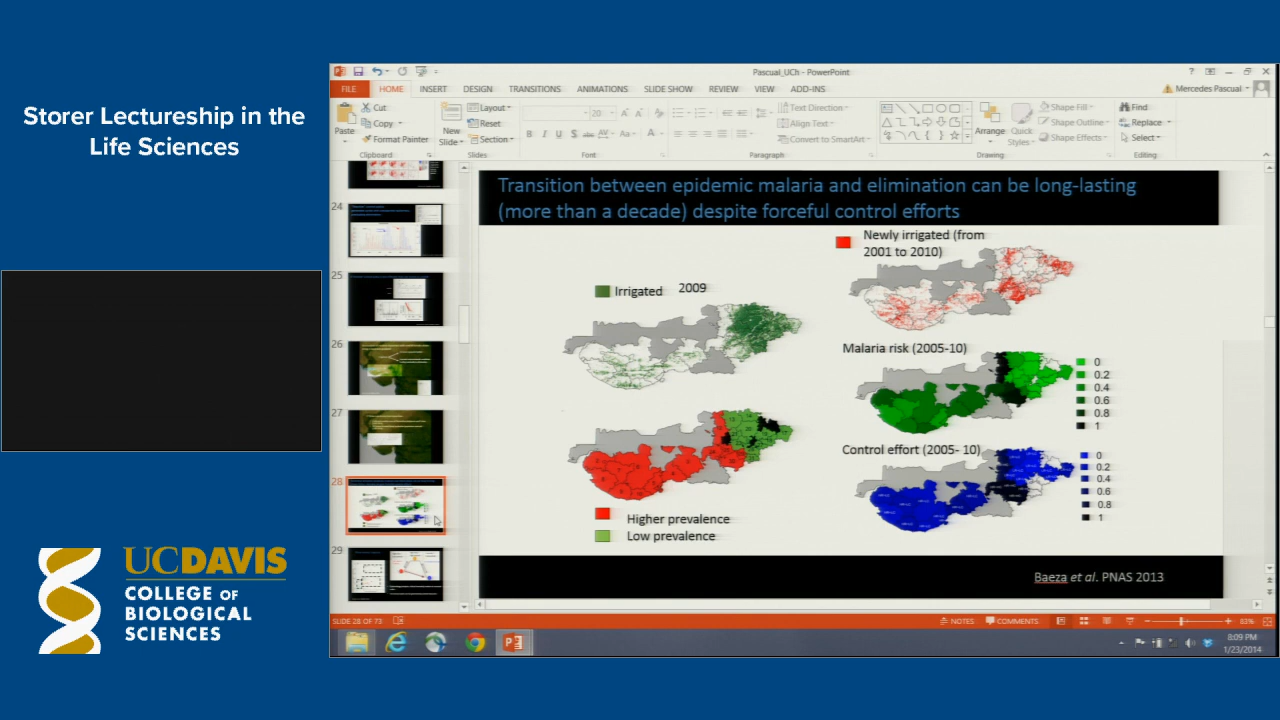 Storer Lectureship in the
Life Sciences
UCDAVIS
COLLEGE OF
BIOLOGICAL
SCIENCES
Pascual_UCh - PowerPoint
FILE
HOME
INSERT
DESIGN
TRANSITIONS
ANIMATIONS
SLIDE SHOW
REVIEW
VIEW
ADD-INS
Mercedes Pascual
Paste
Cut
Copy
Format Painter
Clipboard
New
Slide
Layout
Reset
Section
Slides
20
Font
Text Direction
Align Text
Convert to SmartArt
Paragraph
Arrange
Quick
Styles
Shape Fill
Shape Outline
Shape Effects
Drawing
Find
Replace
Select
Editing
24
25
26
27
28
29
Transition between epidemic malaria and elimination can be long-lasting
(more than a decade) despite forceful control efforts
Newly irrigated (from
2001 to 2010)
Irrigated
2009
Malaria risk (2005-10)
0
0.2
0.4
0.6
0.8
1
Control effort (2005- 10)
0
0.2
0.4
0.6
0.8
1
Higher prevalence
Low prevalence
Baeza et al. PNAS 2013
SLIDE 28 OF 73
NOTES
COMMENTS
83%
8:09 PM
1/23/2014